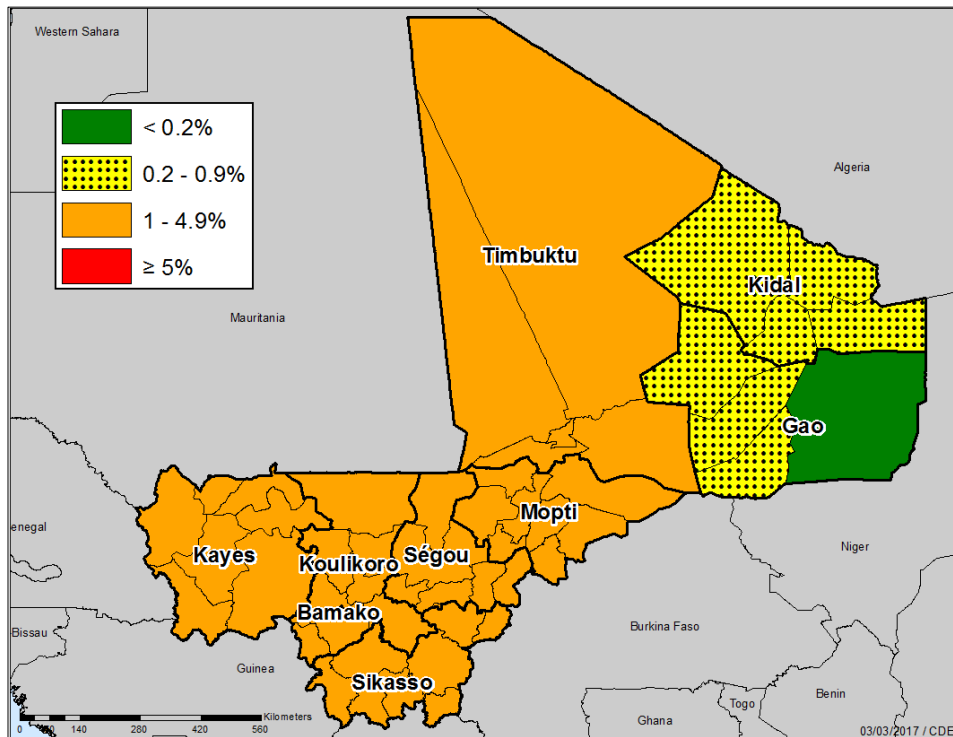 Western Sahara
< 0.2%
0.2 - 0.9%
1 - 4.9%
≥ 5%
Algeria
Timbuktu
Kidal
Mauritania
Gao
Mopti
enegal
Kayes
Koulikoro
Ségou
Niger
Bamako
Bissau
Burkina Faso
Guinea
Sikasso
Benin
Togo
Ghana
Kilometers
0 70 140 280 420 560
03/03/2017 / CDE